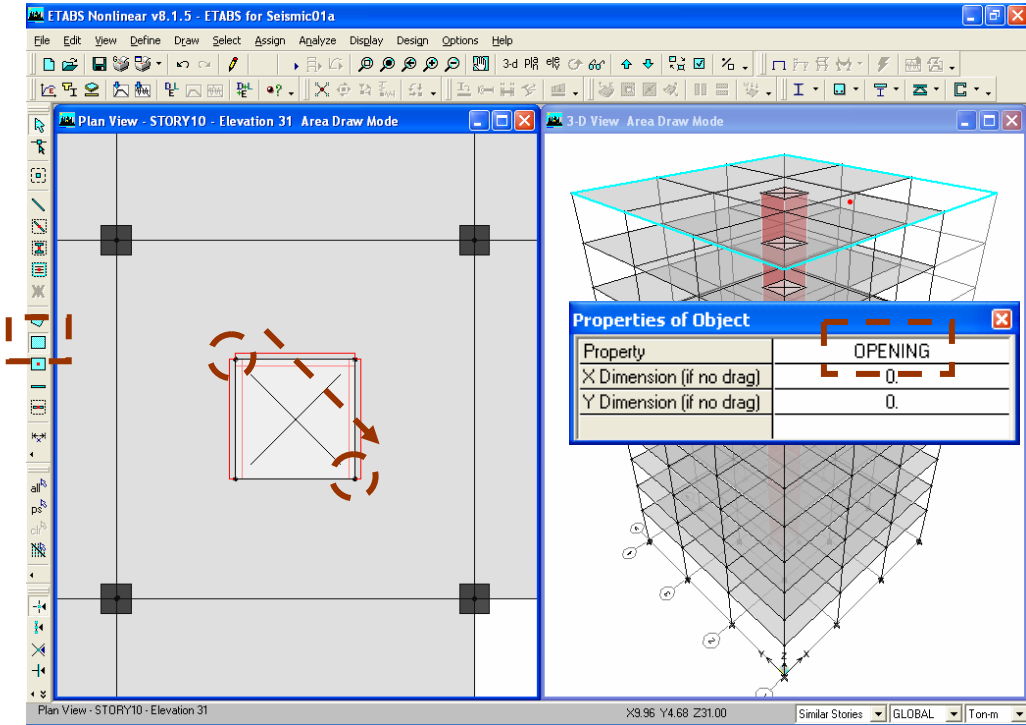 ETABS Nonlinear v8.1.5 - ETABS for Seismic01a
File Edit View Define Draw Select Assign Analyze Display Design Options Help
3-d
Plan View - STORY10 - Elevation 31 Area Draw Mode
3-D View Area Draw Mode
Properties of Object
Property OPENING
X Dimension (if no drag) 0.
Y Dimension (if no drag) 0.
all
ps
clr
Y Z X
Plan View - STORY10 - Elevation 31
X9.96 Y4.68 Z31.00
Similar Stories
GLOBAL
Ton-m